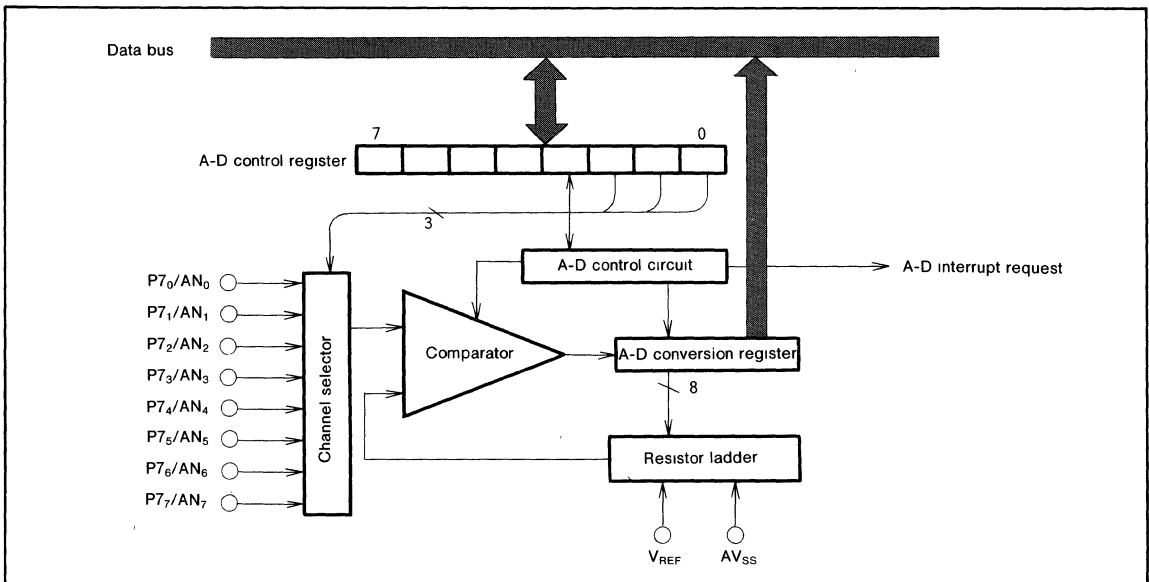 Data bus
7 0
A-D control register
3
A-D control circuit
A-D interrupt request
P7₀/AN₀
P7₁/AN₁
P7₂/AN₂
P7₃/AN₃
P7₄/AN₄
P7₅/AN₅
P7₆/AN₆
P7₇/AN₇
Channel selector
Comparator
A-D conversion register
8
Resistor ladder
V_REF
AV_SS